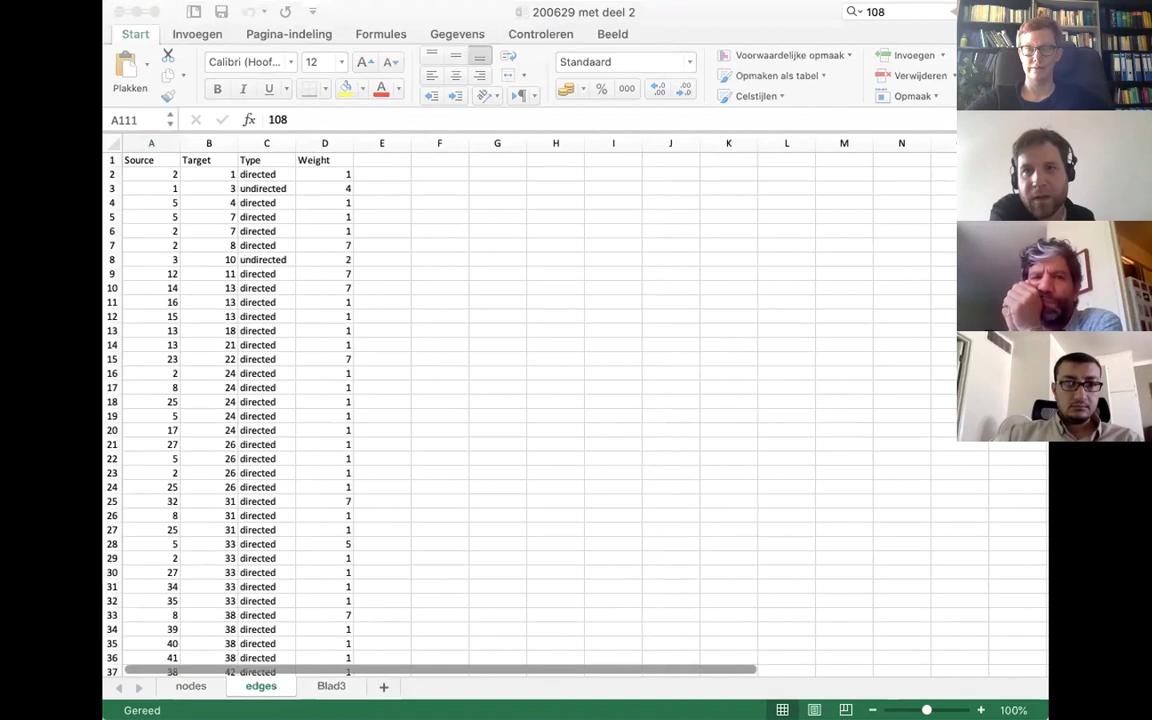 200629 met deel 2
108
Start Invoegen Pagina-indeling Formules Gegevens Controleren Beeld
Plakken Calibri (Hoof... 12 A A Standaard Voorwaardelijke opmaak Invoegen
B I U A % 000 Opmaken als tabel Verwijderen
Celstijlen Opmaak
A111 fx 108
A B C D E F G H I J K L M N
1 Source Target Type Weight
2 2 1 directed 1
3 1 3 undirected 4
4 5 4 directed 1
5 5 7 directed 1
6 2 7 directed 1
7 2 8 directed 7
8 3 10 undirected 2
9 12 11 directed 7
10 14 13 directed 7
11 16 13 directed 1
12 15 13 directed 1
13 13 18 directed 1
14 13 21 directed 1
15 23 22 directed 7
16 2 24 directed 1
17 8 24 directed 1
18 25 24 directed 1
19 5 24 directed 1
20 17 24 directed 1
21 27 26 directed 1
22 5 26 directed 1
23 2 26 directed 1
24 25 26 directed 1
25 32 31 directed 7
26 8 31 directed 1
27 25 31 directed 1
28 5 33 directed 5
29 2 33 directed 1
30 27 33 directed 1
31 34 33 directed 1
32 35 33 directed 1
33 8 38 directed 7
34 39 38 directed 1
35 40 38 directed 1
36 41 38 directed 1
37 38 42 directed 1
nodes edges Blad3 +
Gereed 100%